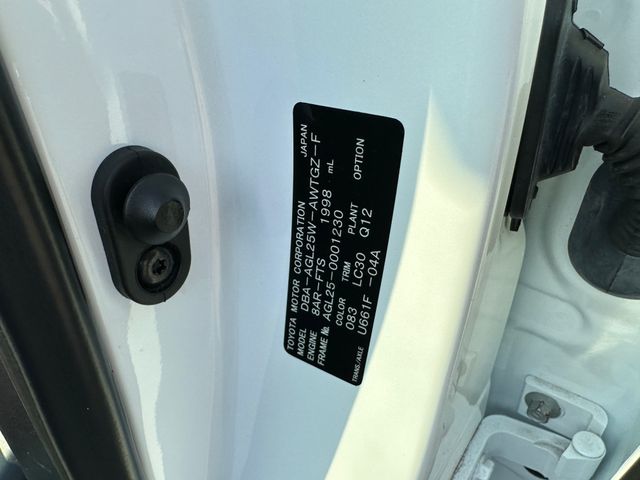 TOYOTA MOTOR CORPORATION JAPAN
MODEL DBA-AGL25W-AWTGZ-F
ENGINE 8AR-FTS 1998 mL
FRAME No. AGL25-0001230
COLOR TRIM PLANT OPTION
083 LC30 Q12
TRANS./AXLE U661F -04A